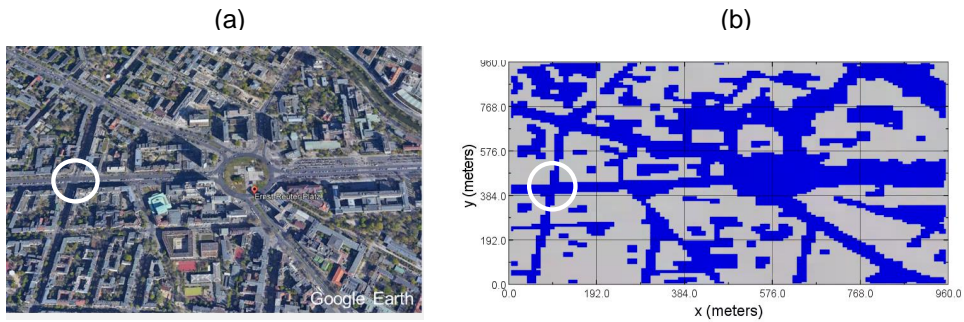 (a)
(b)
Ernst-Reuter-Platz
Google Earth
960.0
768.0
576.0
384.0
192.0
0.0
y (meters)
0.0 192.0 384.0 576.0 768.0 960.0
x (meters)